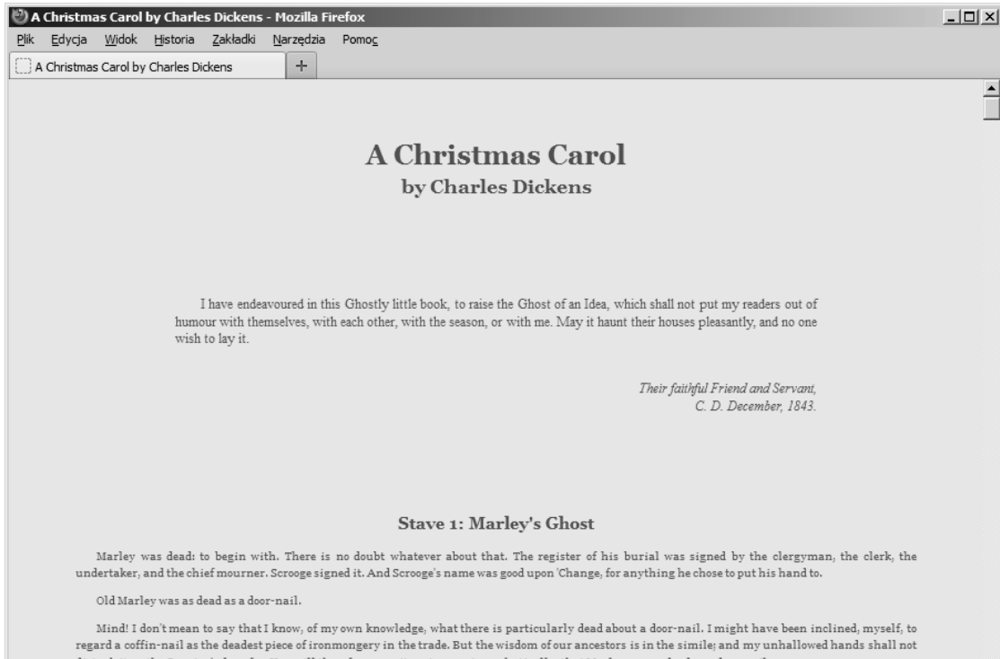 A Christmas Carol by Charles Dickens - Mozilla Firefox
Plik Edycja Widok Historia Zakładki Narzędzia Pomoc
A Christmas Carol by Charles Dickens
A Christmas Carol
by Charles Dickens
I have endeavoured in this Ghostly little book, to raise the Ghost of an Idea, which shall not put my readers out of
humour with themselves, with each other, with the season, or with me. May it haunt their houses pleasantly, and no one
wish to lay it.
Their faithful Friend and Servant,
C. D. December, 1843.
Stave 1: Marley's Ghost
Marley was dead: to begin with. There is no doubt whatever about that. The register of his burial was signed by the clergyman, the clerk, the
undertaker, and the chief mourner. Scrooge signed it. And Scrooge's name was good upon 'Change, for anything he chose to put his hand to.
Old Marley was as dead as a door-nail.
Mind! I don't mean to say that I know, of my own knowledge, what there is particularly dead about a door-nail. I might have been inclined, myself, to
regard a coffin-nail as the deadest piece of ironmongery in the trade. But the wisdom of our ancestors is in the simile; and my unhallowed hands shall not